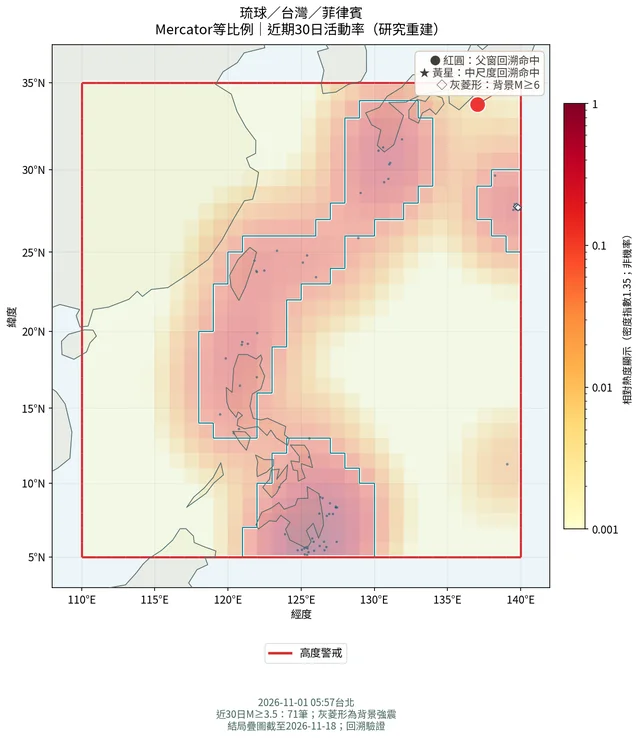 琉球／台灣／菲律賓
Mercator等比例｜近期30日活動率（研究重建）
● 紅圓：父窗回溯命中
★ 黃星：中尺度回溯命中
◇ 灰菱形：背景M≥6
35°N
30°N
25°N
20°N
15°N
10°N
5°N
緯度
110°E
115°E
120°E
125°E
130°E
135°E
140°E
經度
1
0.1
0.01
0.001
相對熱度顯示（密度指數1.35；非機率）
高度警戒
2026-11-01 05:57台北
近30日M≥3.5：71筆；灰菱形為背景強震
結局疊圖截至2026-11-18；回溯驗證